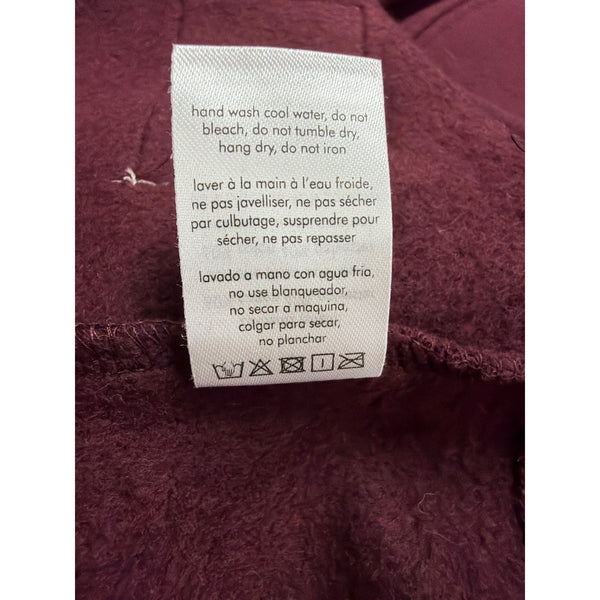 hand wash cool water, do not
bleach, do not tumble dry,
hang dry, do not iron
laver à la main à l'eau froide,
ne pas javelliser, ne pas sécher
par culbutage, suspendre pour
sécher, ne pas repasser
lavado a mano con agua fria,
no use blanqueador,
no secar a maquina,
colgar para secar,
no planchar